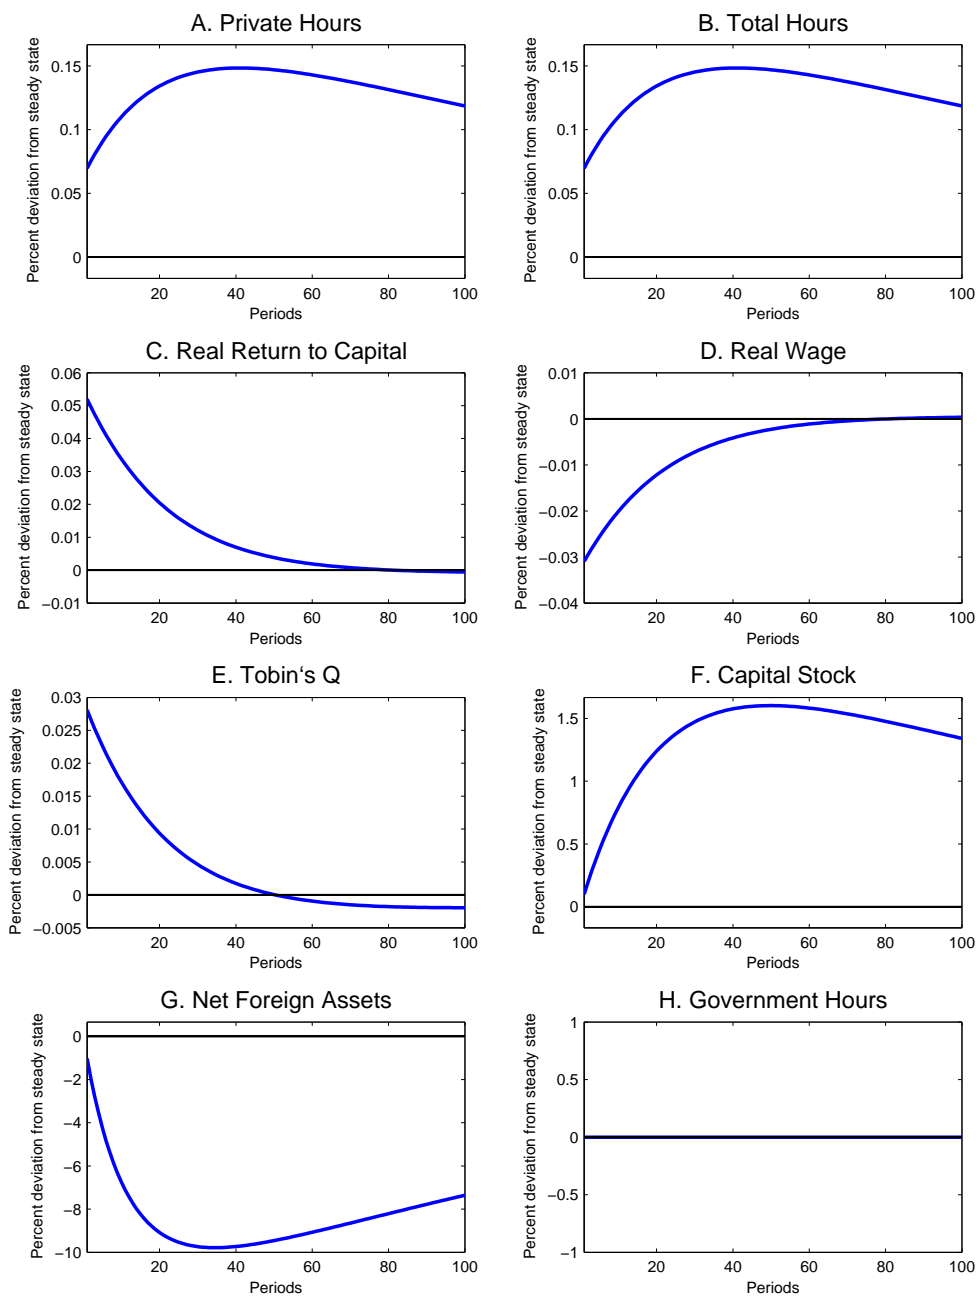 A. Private Hours
Percent deviation from steady state
0.15
0.1
0.05
0
20 40 60 80 100
Periods
B. Total Hours
Percent deviation from steady state
0.15
0.1
0.05
0
20 40 60 80 100
Periods
C. Real Return to Capital
Percent deviation from steady state
0.06
0.05
0.04
0.03
0.02
0.01
0
−0.01
20 40 60 80 100
Periods
D. Real Wage
Percent deviation from steady state
0.01
0
−0.01
−0.02
−0.03
−0.04
20 40 60 80 100
Periods
E. Tobin‘s Q
Percent deviation from steady state
0.03
0.025
0.02
0.015
0.01
0.005
0
−0.005
20 40 60 80 100
Periods
F. Capital Stock
Percent deviation from steady state
1.5
1
0.5
0
20 40 60 80 100
Periods
G. Net Foreign Assets
Percent deviation from steady state
0
−2
−4
−6
−8
−10
20 40 60 80 100
Periods
H. Government Hours
Percent deviation from steady state
1
0.5
0
−0.5
−1
20 40 60 80 100
Periods